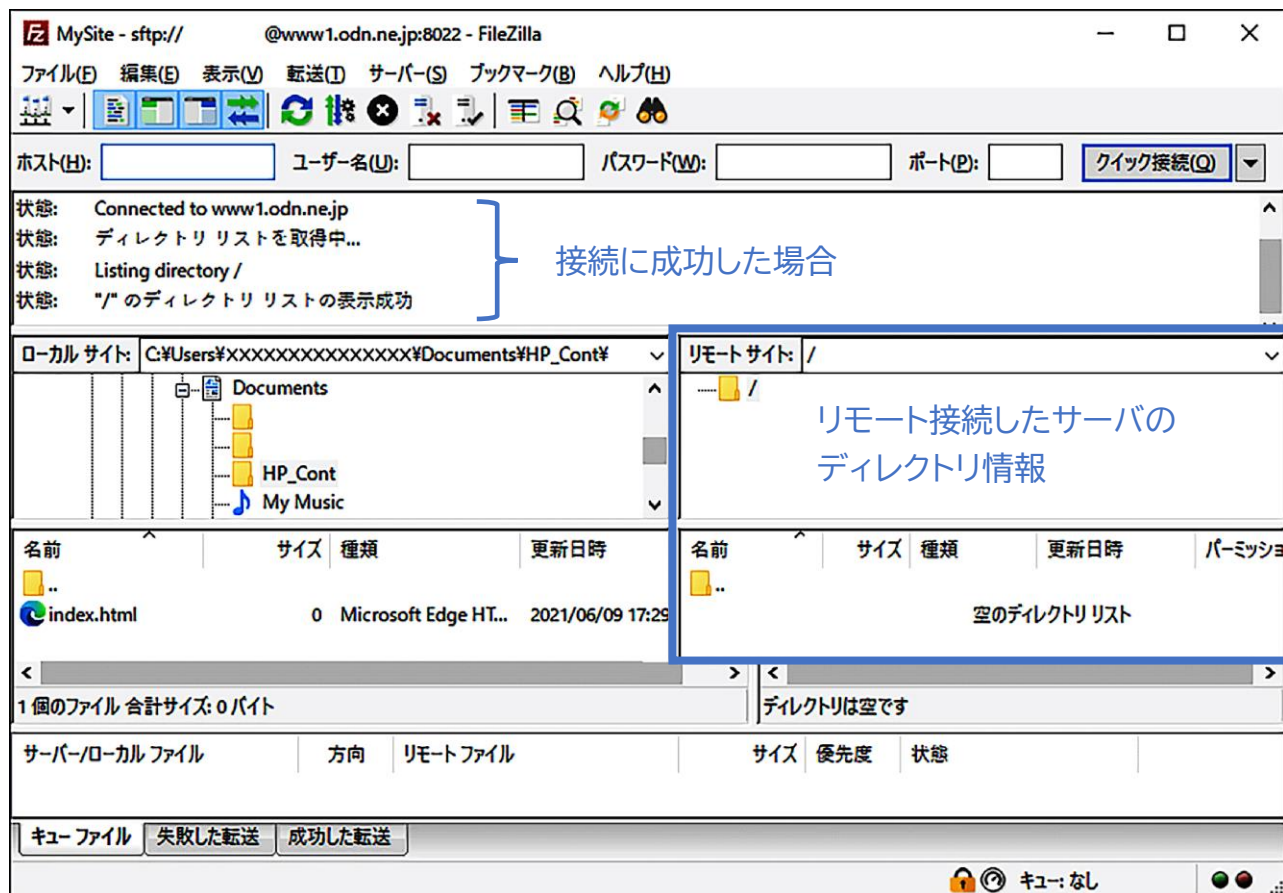 MySite - sftp://　　　@www1.odn.ne.jp:8022 - FileZilla
ファイル(F) 編集(E) 表示(V) 転送(T) サーバー(S) ブックマーク(B) ヘルプ(H)
ホスト(H): ユーザー名(U): パスワード(W): ポート(P): クイック接続(Q)
状態: Connected to www1.odn.ne.jp
状態: ディレクトリ リストを取得中...
状態: Listing directory /
状態: "/" のディレクトリ リストの表示成功
接続に成功した場合
ローカル サイト: C:¥Users¥XXXXXXXXXXXXXXX¥Documents¥HP_Cont¥
Documents
HP_Cont
My Music
リモート サイト: /
/
リモート接続したサーバの
ディレクトリ情報
名前 サイズ 種類 更新日時
..
index.html 0 Microsoft Edge HT... 2021/06/09 17:29
1 個のファイル 合計サイズ: 0 バイト
名前 サイズ 種類 更新日時 パーミッショ
..
空のディレクトリ リスト
ディレクトリは空です
サーバー/ローカル ファイル 方向 リモート ファイル サイズ 優先度 状態
キュー ファイル 失敗した転送 成功した転送
キュー: なし